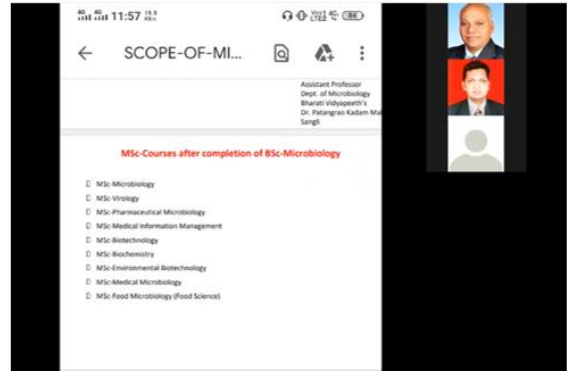 11:57
SCOPE-OF-MI...
Assistant Professor
Dept. of Microbiology
Bharati Vidyapeeth's
Dr. Patangrao Kadam Ma
Sangli
MSc-Courses after completion of BSc-Microbiology
MSc-Microbiology
MSc-Virology
MSc-Pharmaceutical Microbiology
MSc-Medical Information Management
MSc-Biotechnology
MSc-Biochemistry
MSc-Environmental Biotechnology
MSc-Medical Microbiology
MSc-Food Microbiology (Food Science)